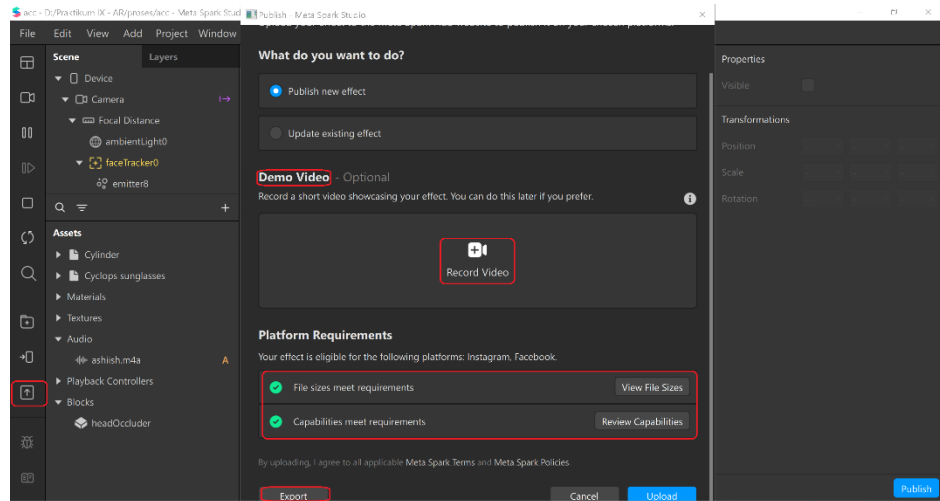 acc - D:/Praktikum IX - AR/proses/acc - Meta Spark Stud
Publish - Meta Spark Studio
File Edit View Add Project Window
Scene Layers
Device
Camera
Focal Distance
ambientLight0
faceTracker0
emitter8
Assets
Cylinder
Cyclops sunglasses
Materials
Textures
Audio
ashiish.m4a A
Playback Controllers
Blocks
headOccluder
What do you want to do?
Publish new effect
Update existing effect
Demo Video - Optional
Record a short video showcasing your effect. You can do this later if you prefer.
Record Video
Platform Requirements
Your effect is eligible for the following platforms: Instagram, Facebook.
File sizes meet requirements View File Sizes
Capabilities meet requirements Review Capabilities
By uploading, I agree to all applicable Meta Spark Terms and Meta Spark Policies
Export Cancel Upload
Properties
Visible
Transformations
Position
Scale
Rotation
Publish